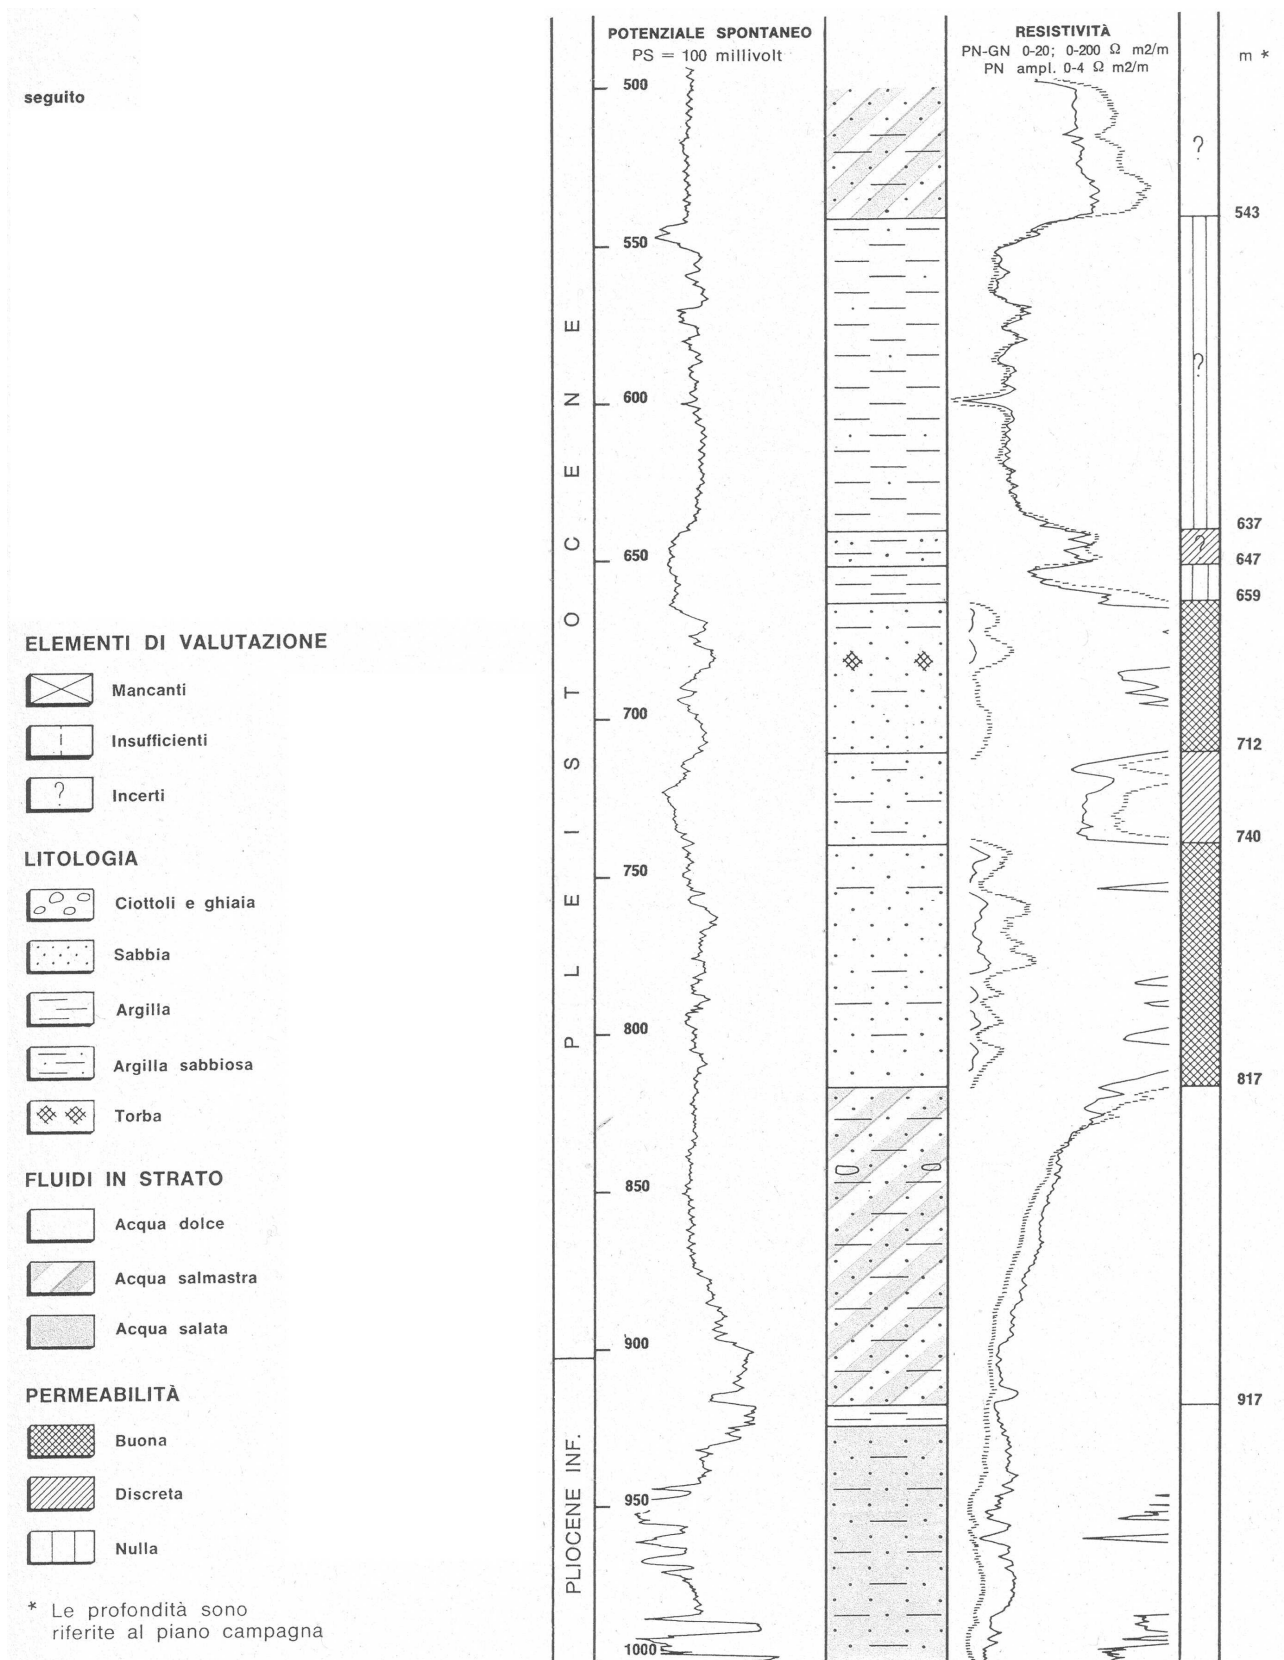 seguito
POTENZIALE SPONTANEO
PS = 100 millivolt
RESISTIVITÀ
PN-GN 0-20; 0-200 Ω m2/m
PN ampl. 0-4 Ω m2/m
m *
500
?
543
550
?
600
637
?
650
647
659
700
712
740
750
800
817
850
900
917
950
1000
PLEISTOCENE
PLIOCENE INF.
ELEMENTI DI VALUTAZIONE
Mancanti
Insufficienti
? Incerti
LITOLOGIA
Ciottoli e ghiaia
Sabbia
Argilla
Argilla sabbiosa
Torba
FLUIDI IN STRATO
Acqua dolce
Acqua salmastra
Acqua salata
PERMEABILITÀ
Buona
Discreta
Nulla
* Le profondità sono
riferite al piano campagna